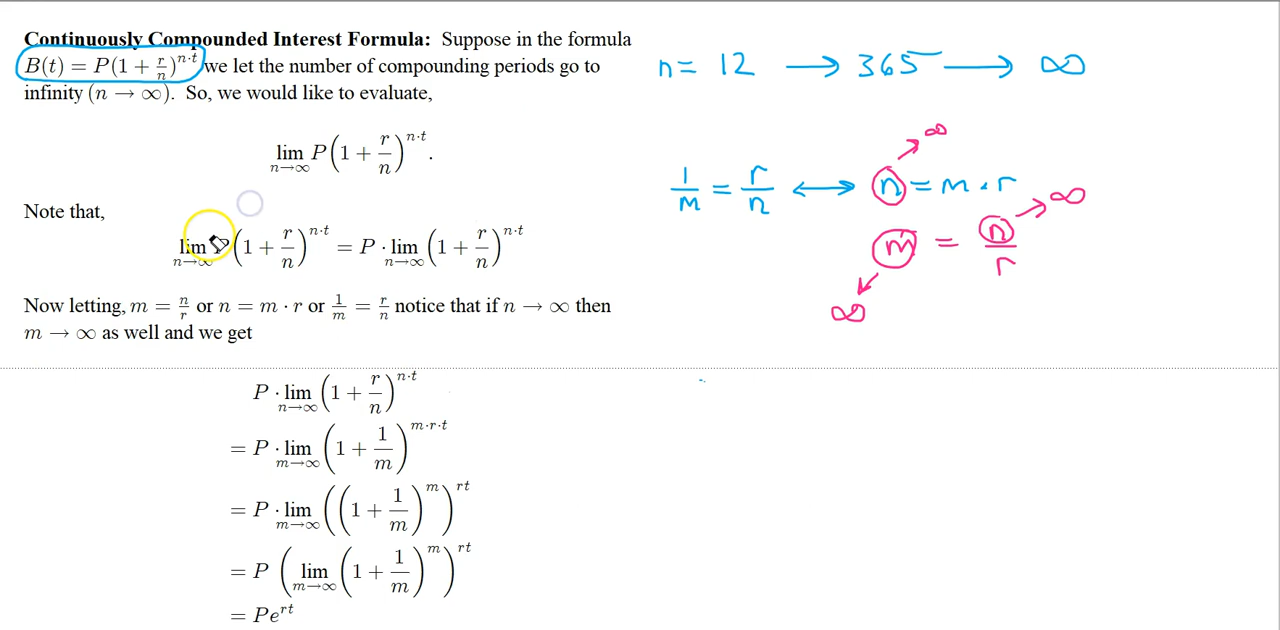 Continuously Compounded Interest Formula: Suppose in the formula
B(t) = P(1 + r/n)^{n·t} we let the number of compounding periods go to
infinity (n → ∞). So, we would like to evaluate,
lim_{n→∞} P(1 + r/n)^{n·t}.
Note that,
lim_{n→∞} P(1 + r/n)^{n·t} = P · lim_{n→∞} (1 + r/n)^{n·t}
Now letting, m = n/r or n = m · r or 1/m = r/n notice that if n → ∞ then
m → ∞ as well and we get
P · lim_{n→∞} (1 + r/n)^{n·t}
= P · lim_{m→∞} (1 + 1/m)^{m·r·t}
= P · lim_{m→∞} ((1 + 1/m)^m)^{rt}
= P (lim_{m→∞} (1 + 1/m)^m)^{rt}
= Pe^{rt}
n = 12 → 365 → ∞
1/m = r/n ↔ n = m · r
→ ∞
m = n/r
→ ∞
∞